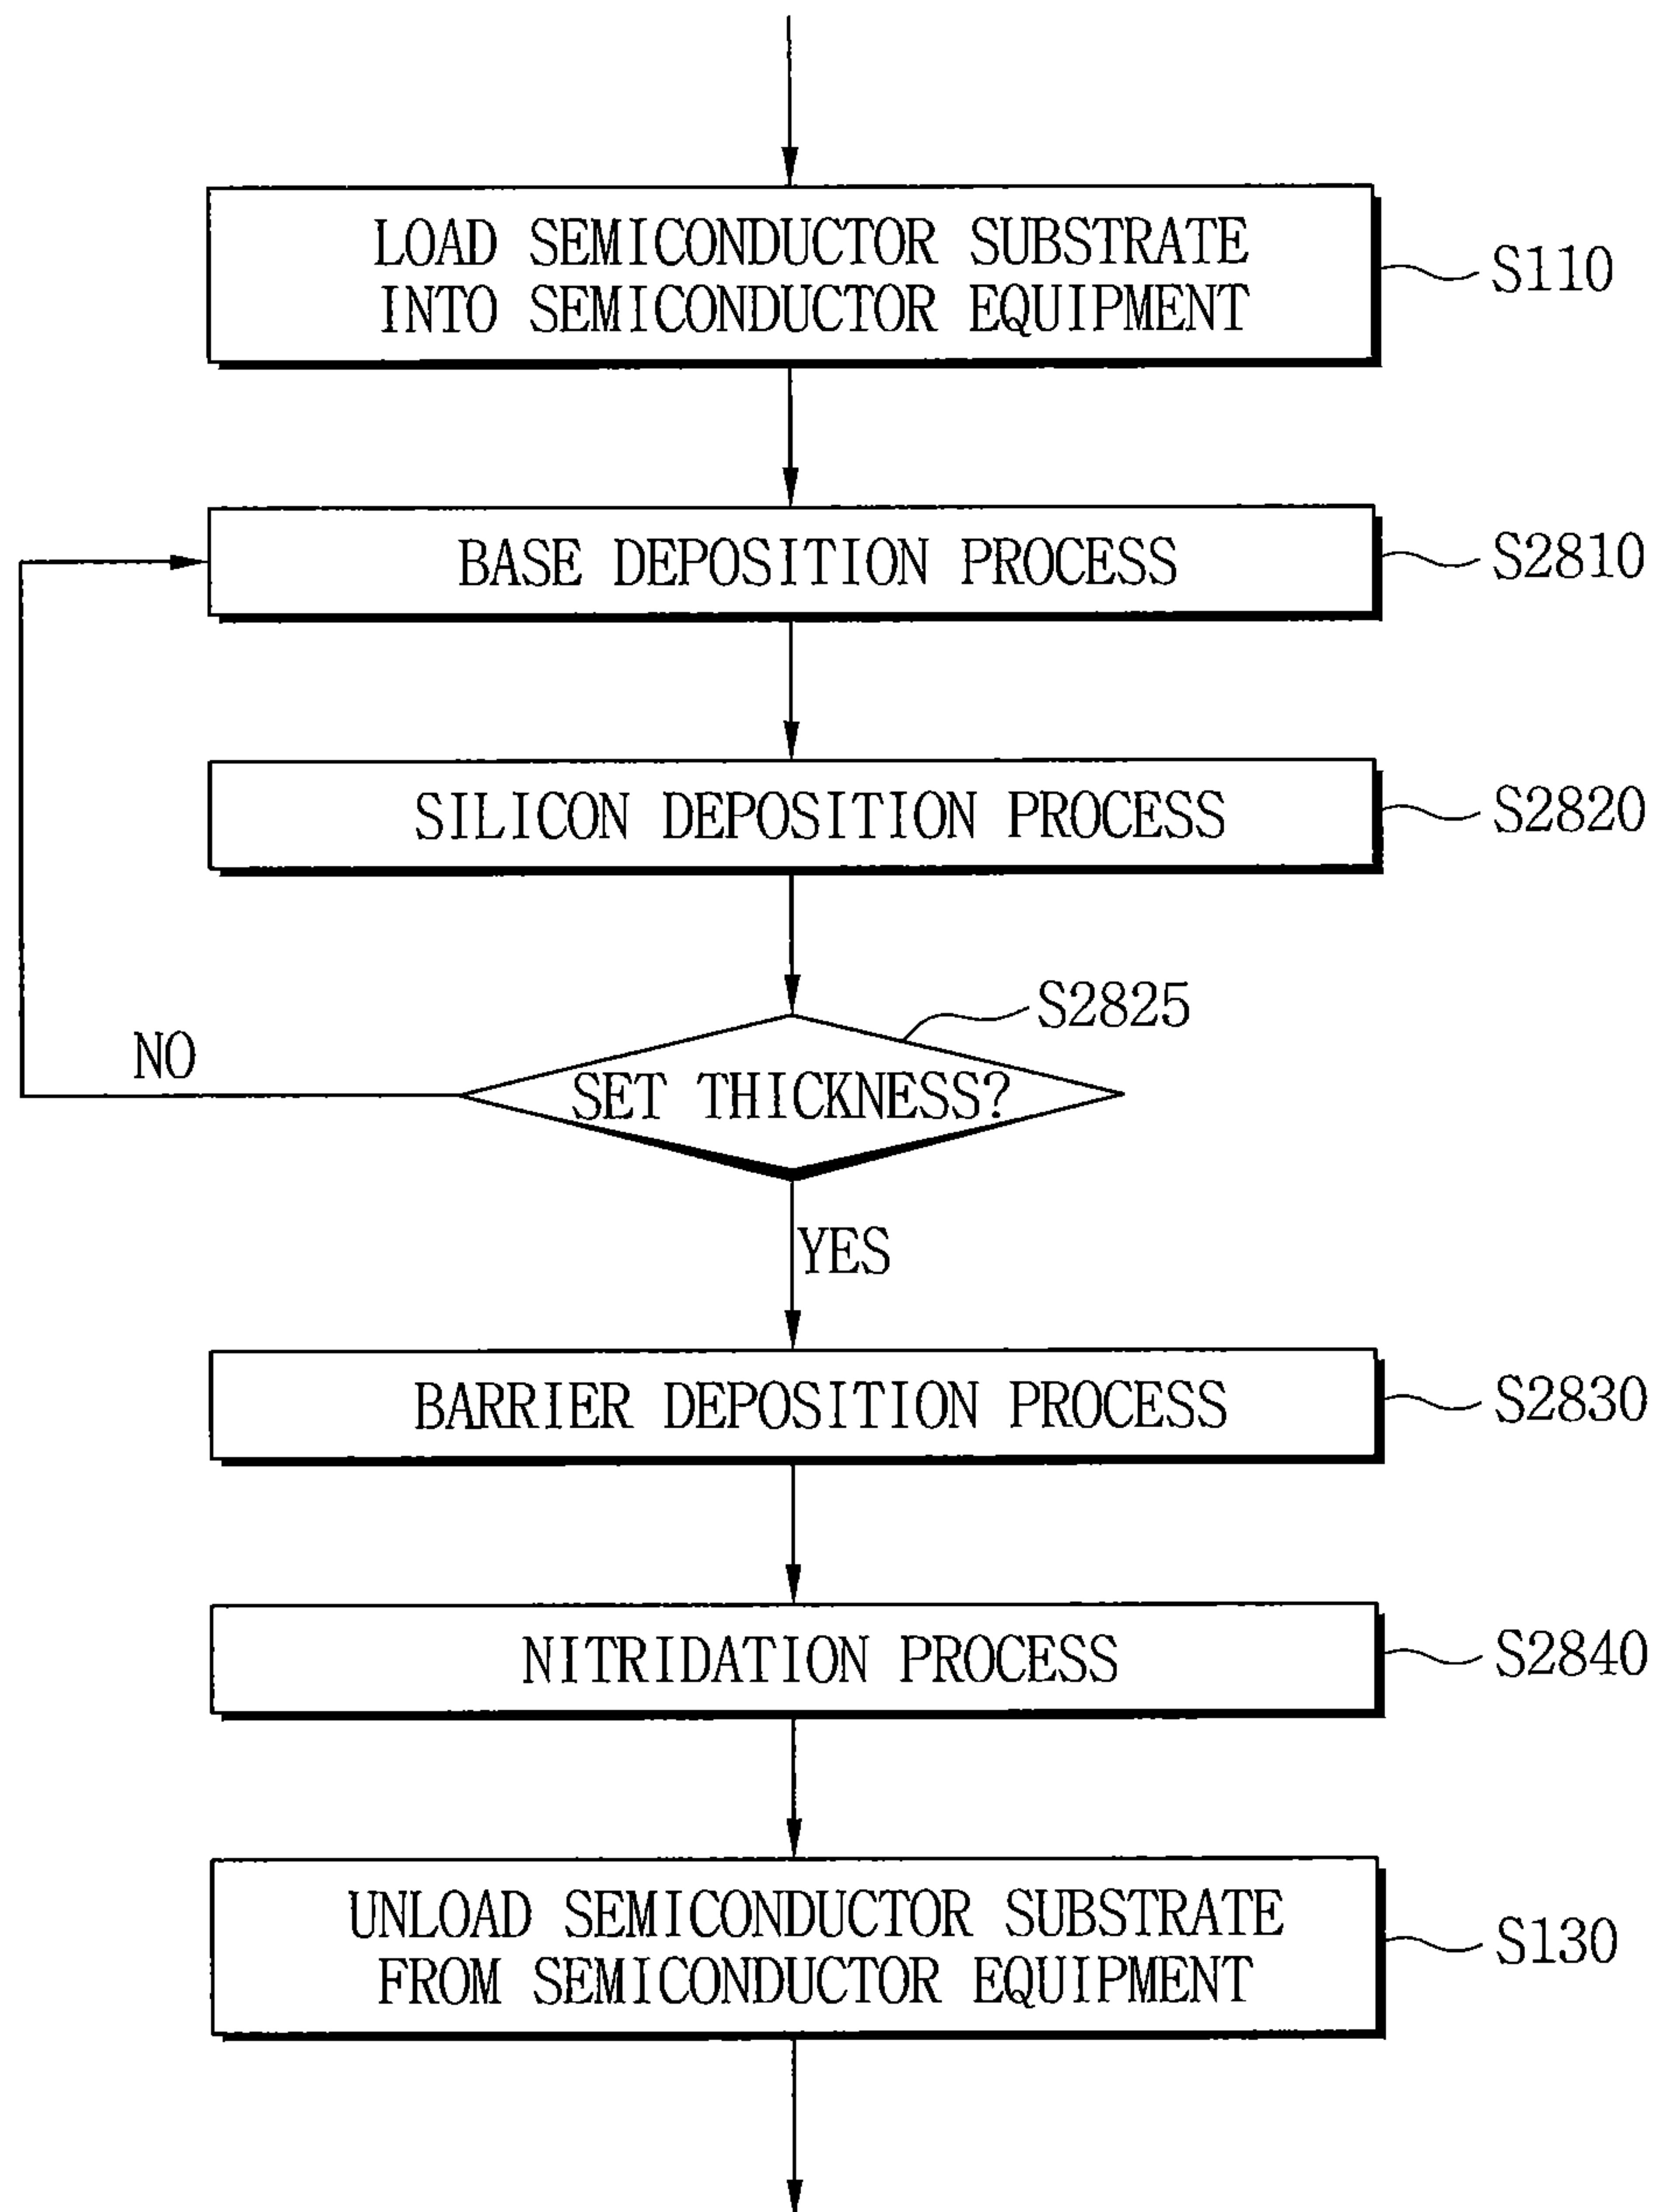 LOAD SEMICONDUCTOR SUBSTRATE
INTO SEMICONDUCTOR EQUIPMENT
S110
BASE DEPOSITION PROCESS
S2810
SILICON DEPOSITION PROCESS
S2820
S2825
NO
SET THICKNESS?
YES
BARRIER DEPOSITION PROCESS
S2830
NITRIDATION PROCESS
S2840
UNLOAD SEMICONDUCTOR SUBSTRATE
FROM SEMICONDUCTOR EQUIPMENT
S130